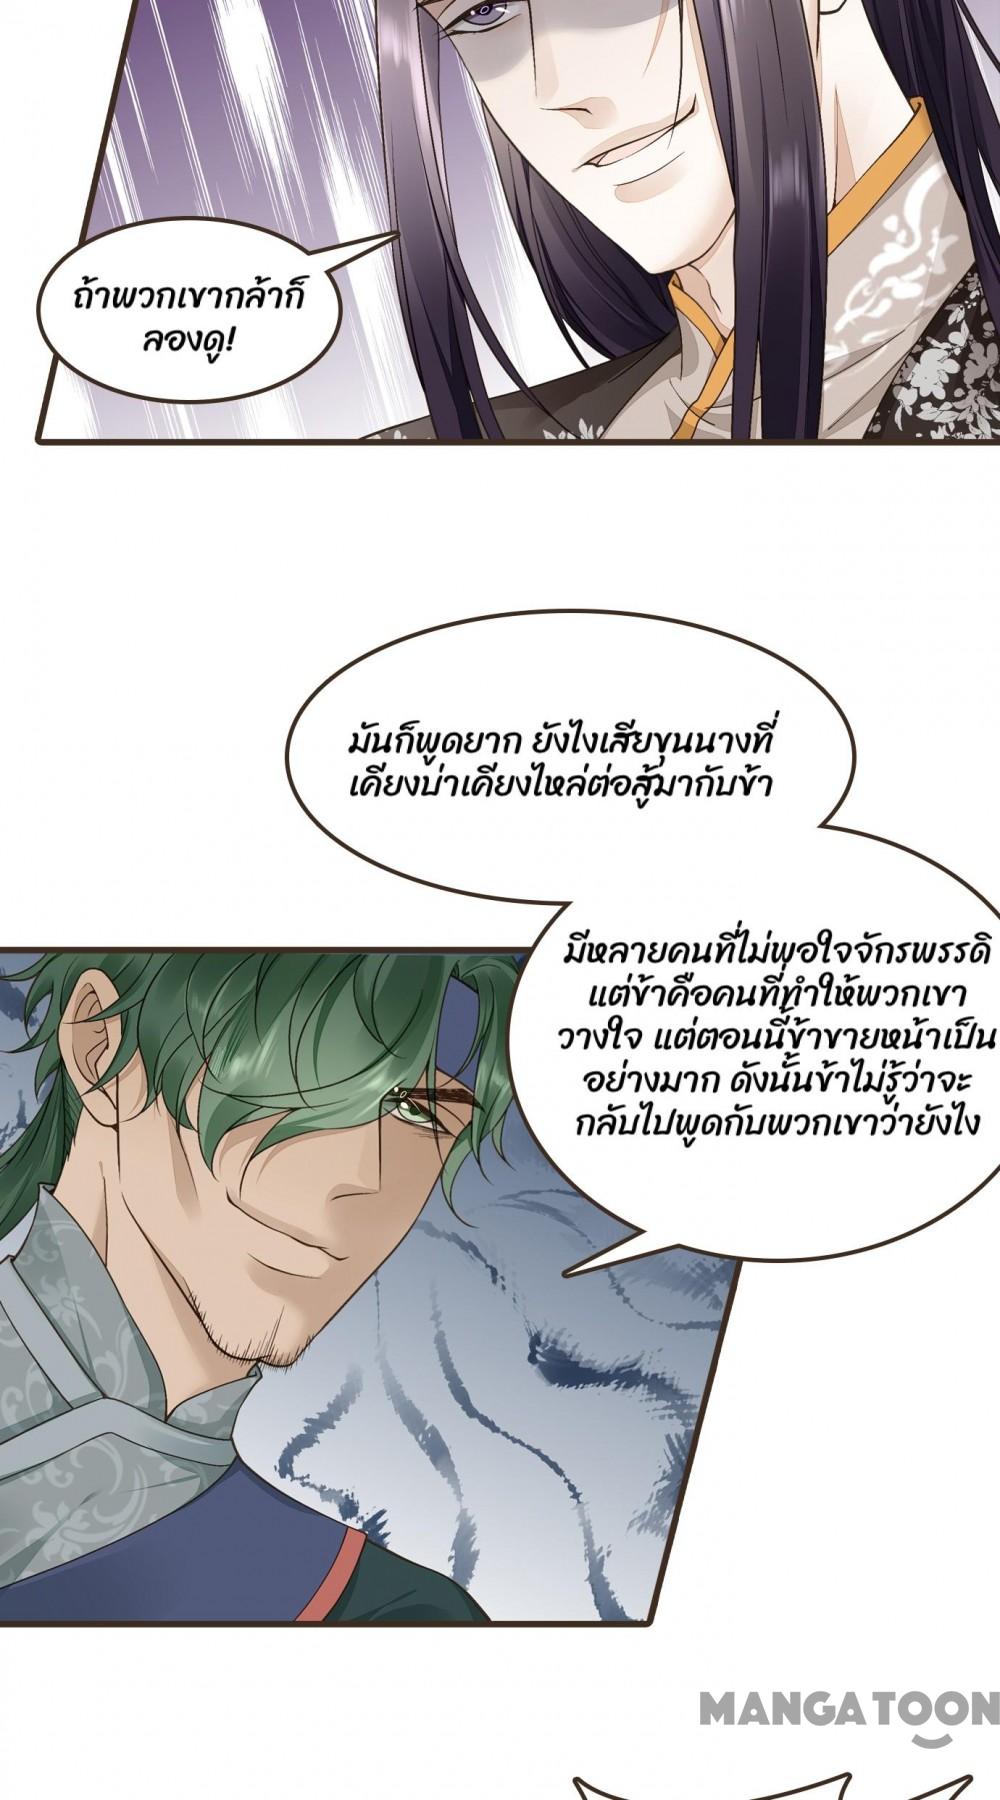 ถ้าพวกเขากล้าก็
ลองดู!
มันก็พูดยาก ยังไงเสียขุนนางที่
เคียงบ่าเคียงไหล่ต่อสู้มากับข้า
มีหลายคนที่ไม่พอใจจักรพรรดิ
แต่ข้าคือคนที่ทำให้พวกเขา
วางใจ แต่ตอนนี้ข้าขายหน้าเป็น
อย่างมาก ดังนั้นข้าไม่รู้ว่าจะ
กลับไปพูดกับพวกเขาว่ายังไง
MANGATOON